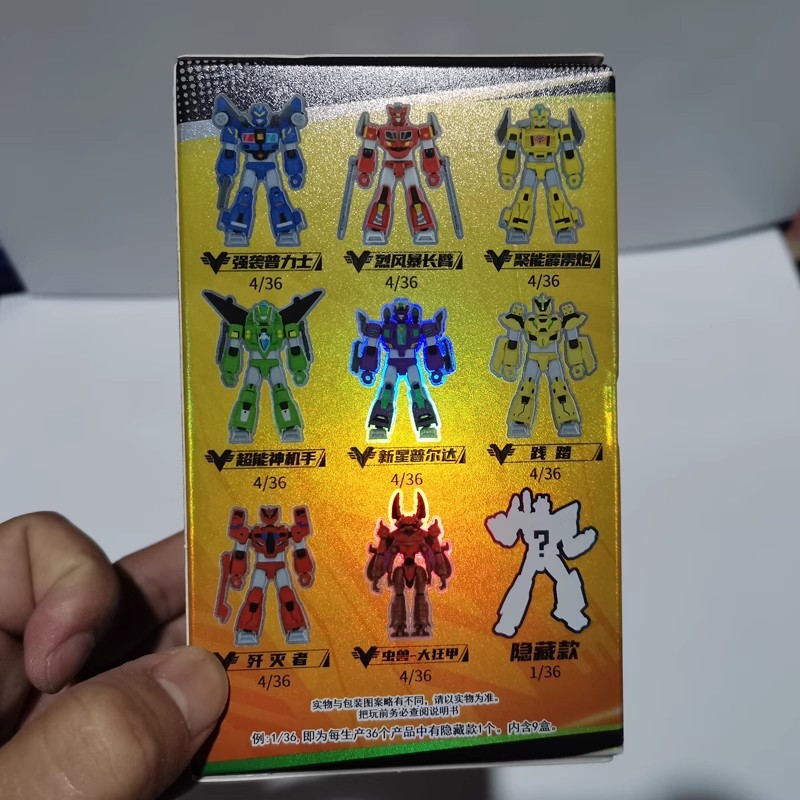 强袭普力士
4/36
烈风暴长臂
4/36
聚能霹雳炮
4/36
超能神机手
4/36
新星普尔达
4/36
践踏
4/36
歼灭者
4/36
虫兽-大狂甲
4/36
?
隐藏款
1/36
实物与包装图案略有不同，请以实物为准。
把玩前务必查阅说明书
例:1/36,即为每生产36个产品中有隐藏款1个，内含9盒。